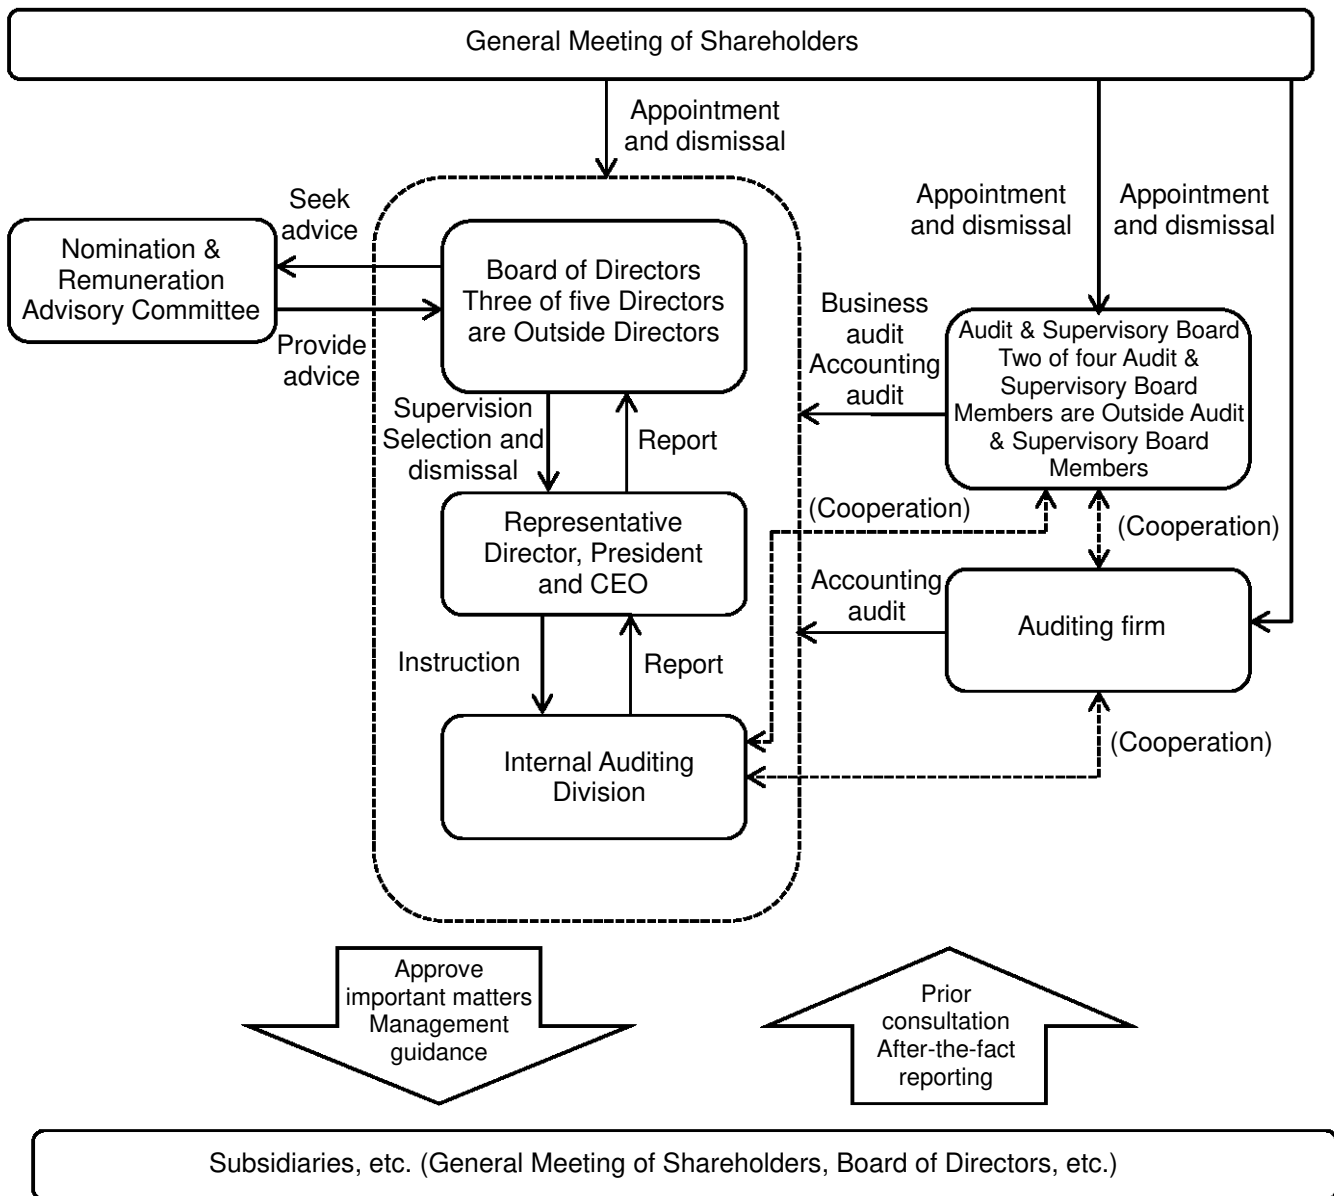 General Meeting of Shareholders
Appointment
and dismissal
Appointment
and dismissal
Appointment
and dismissal
Seek
advice
Nomination &
Remuneration
Advisory Committee
Provide
advice
Board of Directors
Three of five Directors
are Outside Directors
Business
audit
Accounting
audit
Audit & Supervisory Board
Two of four Audit &
Supervisory Board
Members are Outside Audit
& Supervisory Board
Members
Supervision
Selection and
dismissal
Report
(Cooperation)
(Cooperation)
Representative
Director, President
and CEO
Accounting
audit
Auditing firm
Instruction
Report
(Cooperation)
Internal Auditing
Division
Approve
important matters
Management
guidance
Prior
consultation
After-the-fact
reporting
Subsidiaries, etc. (General Meeting of Shareholders, Board of Directors, etc.)